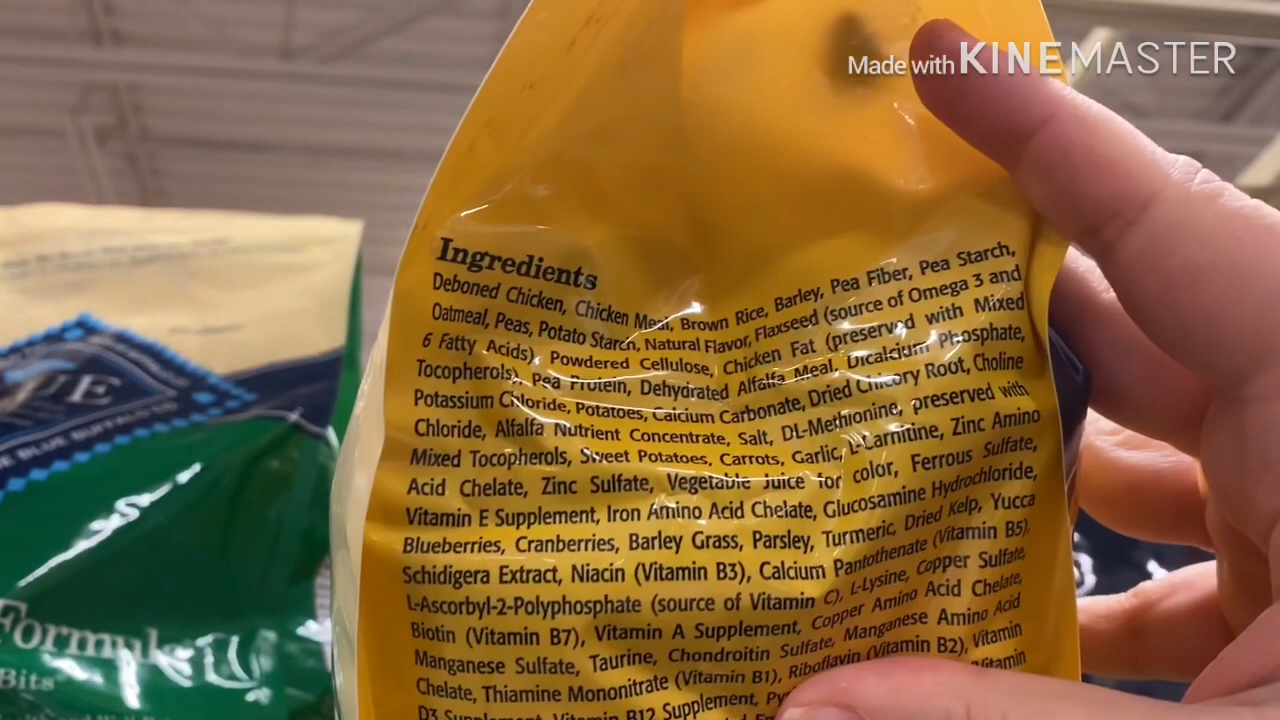 Made with KINEMASTER
Ingredients
Deboned Chicken, Chicken Meal, Brown Rice, Barley, Pea Fiber, Pea Starch,
Oatmeal, Peas, Potato Starch, Natural Flavor, Flaxseed (source of Omega 3 and
6 Fatty Acids), Powdered Cellulose, Chicken Fat (preserved with Mixed
Tocopherols), Pea Protein, Dehydrated Alfalfa Meal, Dicalcium Phosphate,
Potassium Chloride, Potatoes, Calcium Carbonate, Dried Chicory Root, Choline
Chloride, Alfalfa Nutrient Concentrate, Salt, DL-Methionine, preserved with
Mixed Tocopherols, Sweet Potatoes, Carrots, Garlic, L-Carnitine, Zinc Amino
Acid Chelate, Zinc Sulfate, Vegetable Juice for color, Ferrous Sulfate,
Vitamin E Supplement, Iron Amino Acid Chelate, Glucosamine Hydrochloride,
Blueberries, Cranberries, Barley Grass, Parsley, Turmeric, Dried Kelp, Yucca
Schidigera Extract, Niacin (Vitamin B3), Calcium Pantothenate (Vitamin B5),
L-Ascorbyl-2-Polyphosphate (source of Vitamin C), L-Lysine, Copper Sulfate,
Biotin (Vitamin B7), Vitamin A Supplement, Copper Amino Acid Chelate,
Manganese Sulfate, Taurine, Chondroitin Sulfate, Manganese Amino Acid
Chelate, Thiamine Mononitrate (Vitamin B1), Riboflavin (Vitamin B2), Vitamin
D3 Supplement, Vitamin B12 Supplement, Vitamin
UE
BLUE BUFFALO
Formula
Bits